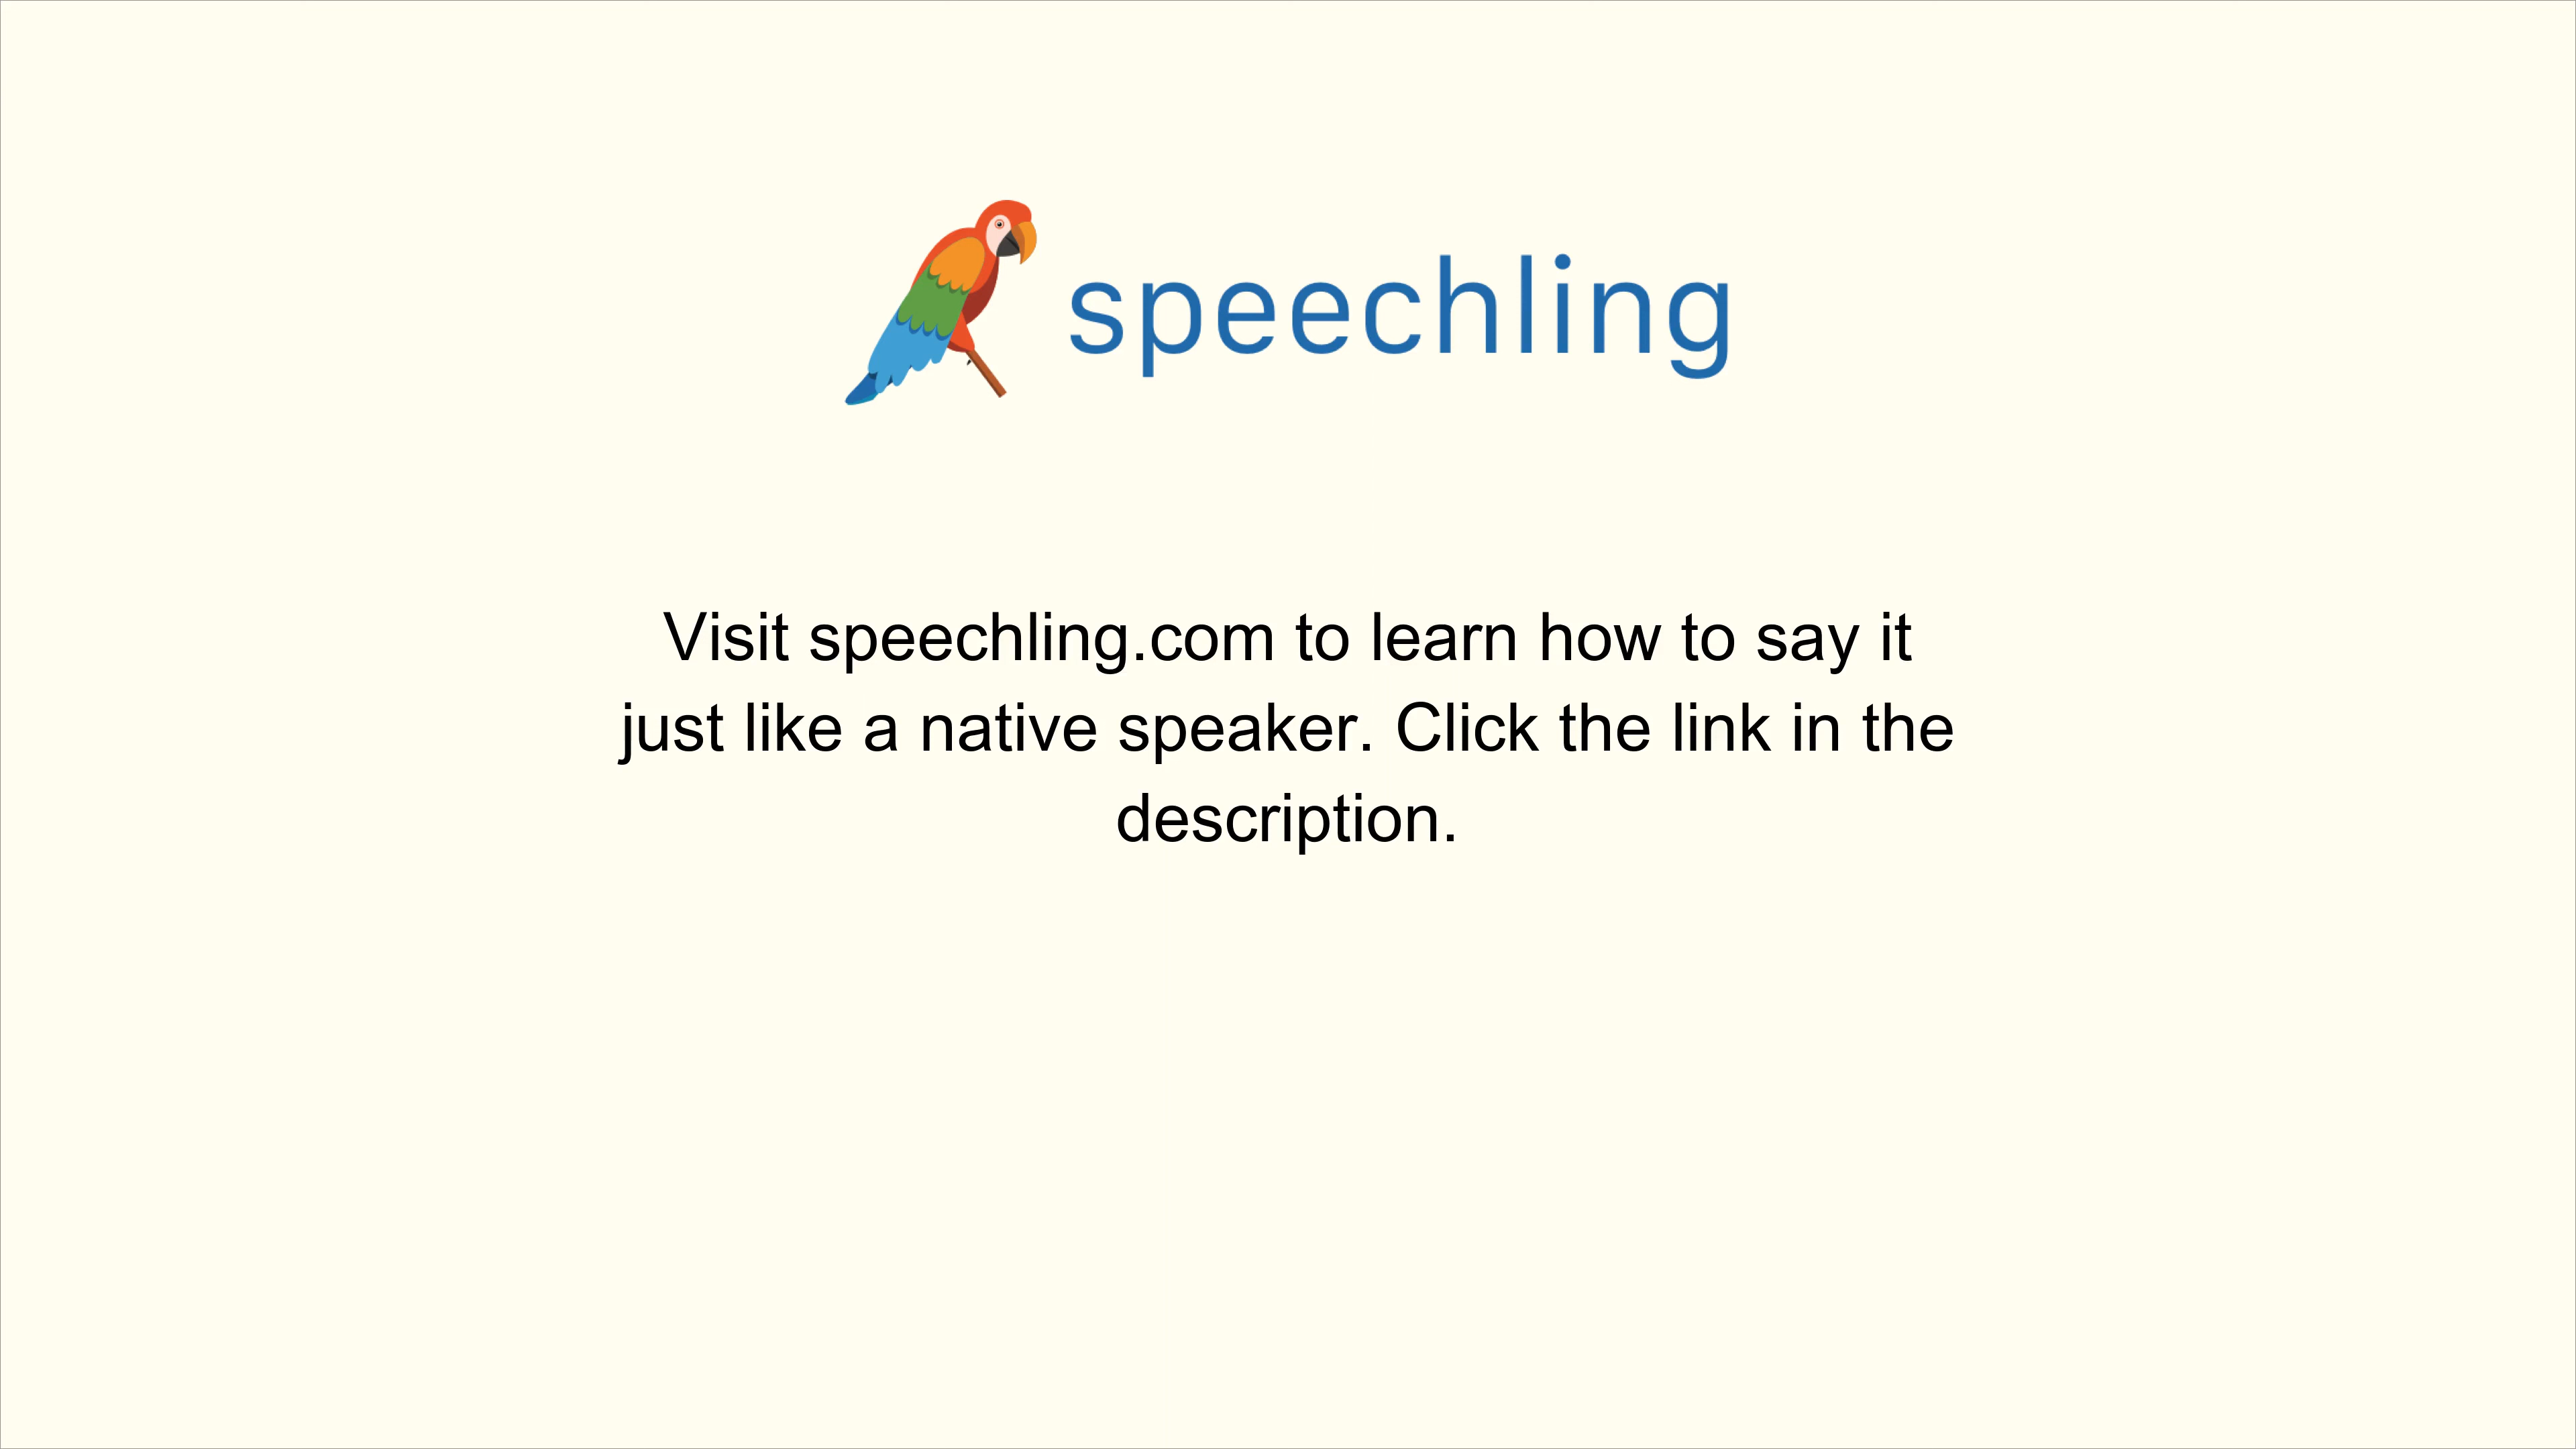 speechling
Visit speechling.com to learn how to say it
just like a native speaker. Click the link in the
description.